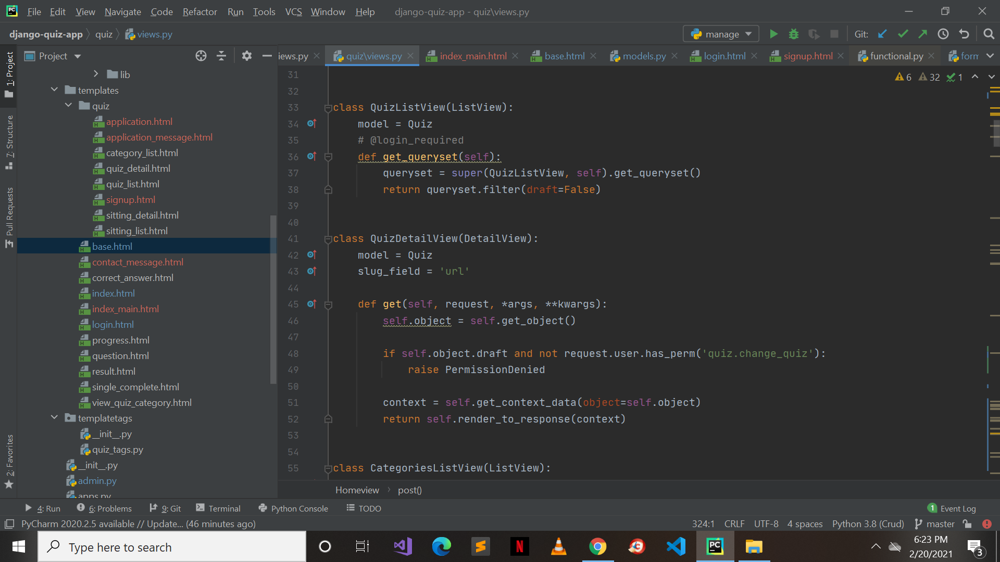 File Edit View Navigate Code Refactor Run Tools VCS Window Help django-quiz-app - quiz\views.py
django-quiz-app quiz views.py manage Git:
Project
iews.py quiz\views.py index_main.html base.html models.py login.html signup.html functional.py form
1: Project
7: Structure
Pull Requests
2: Favorites
lib
templates
quiz
application.html
application_message.html
category_list.html
quiz_detail.html
quiz_list.html
signup.html
sitting_detail.html
sitting_list.html
base.html
contact_message.html
correct_answer.html
index.html
index_main.html
login.html
progress.html
question.html
result.html
single_complete.html
view_quiz_category.html
templatetags
__init__.py
quiz_tags.py
__init__.py
admin.py
apps.py
6 32 1
31
32
33 class QuizListView(ListView):
34 model = Quiz
35 # @login_required
36 def get_queryset(self):
37 queryset = super(QuizListView, self).get_queryset()
38 return queryset.filter(draft=False)
39
40
41 class QuizDetailView(DetailView):
42 model = Quiz
43 slug_field = 'url'
44
45 def get(self, request, *args, **kwargs):
46 self.object = self.get_object()
47
48 if self.object.draft and not request.user.has_perm('quiz.change_quiz'):
49 raise PermissionDenied
50
51 context = self.get_context_data(object=self.object)
52 return self.render_to_response(context)
53
54
55 class CategoriesListView(ListView):
Homeview post()
4: Run 6: Problems 9: Git Terminal Python Console TODO 1 Event Log
PyCharm 2020.2.5 available // Update... (46 minutes ago) 324:1 CRLF UTF-8 4 spaces Python 3.8 (Crud) master
Type here to search
6:23 PM
2/20/2021
3